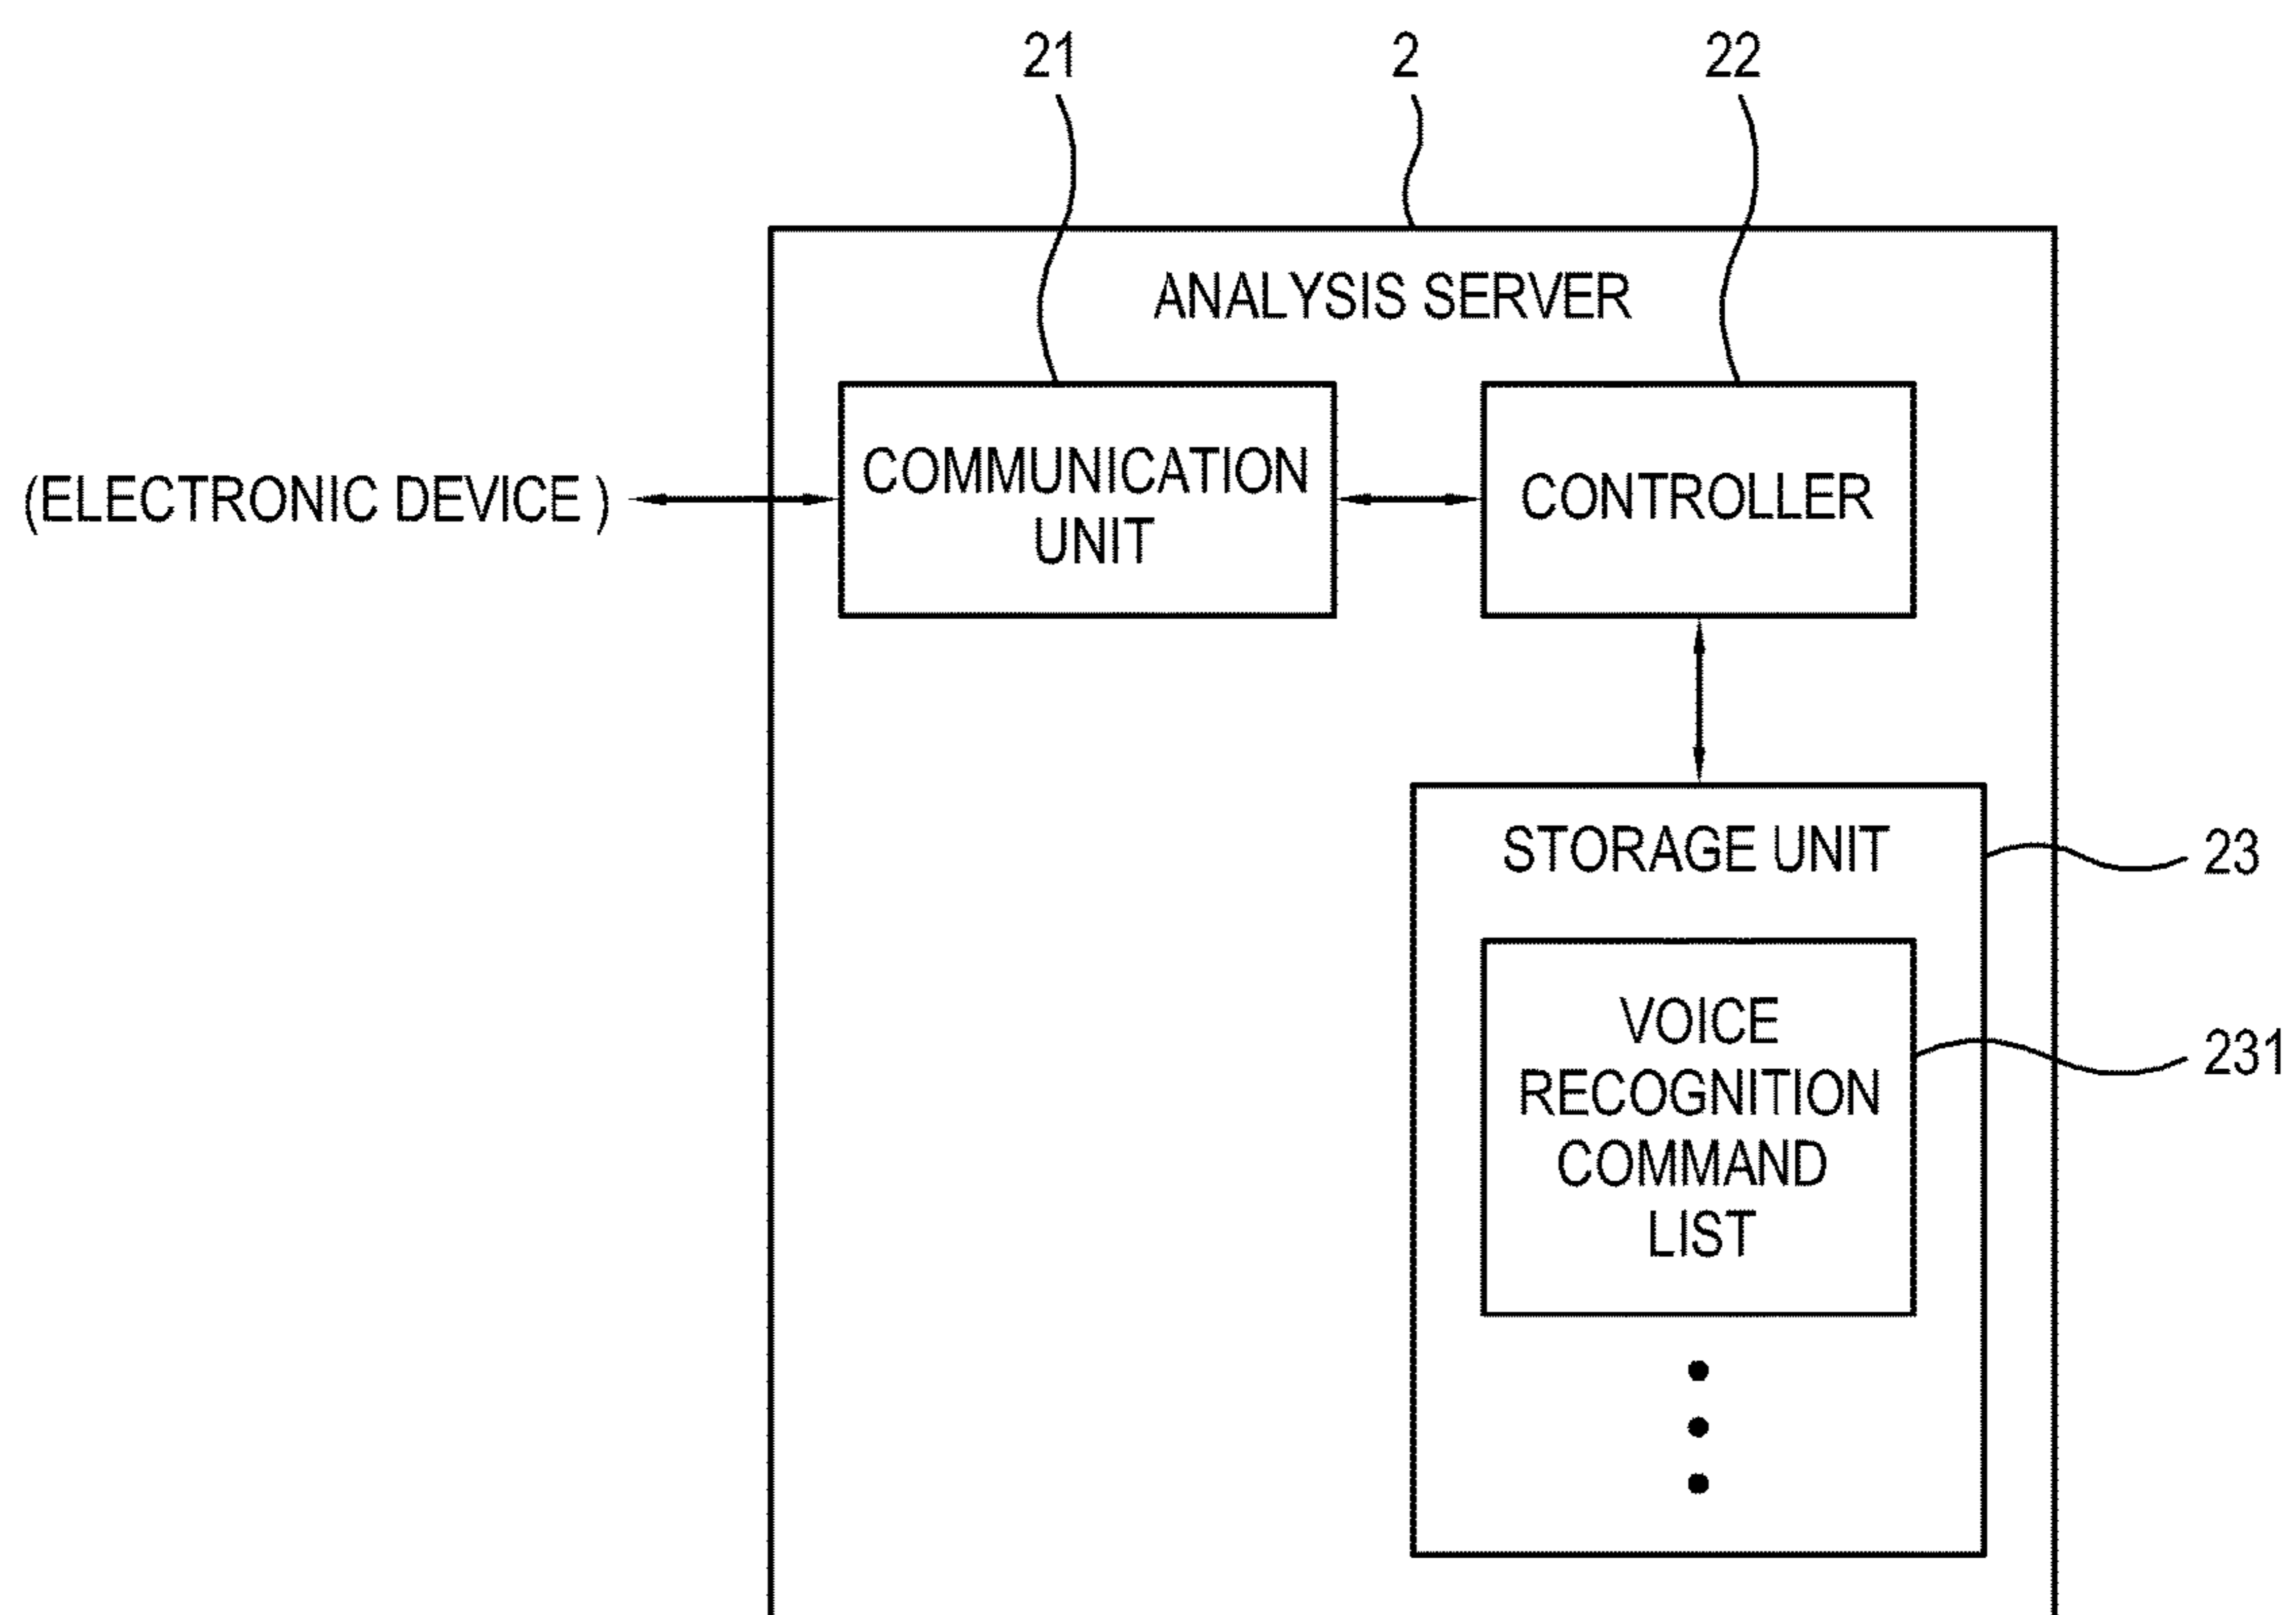 21
2
22
ANALYSIS SERVER
COMMUNICATION
UNIT
CONTROLLER
(ELECTRONIC DEVICE )
STORAGE UNIT
23
VOICE
RECOGNITION
COMMAND
LIST
231